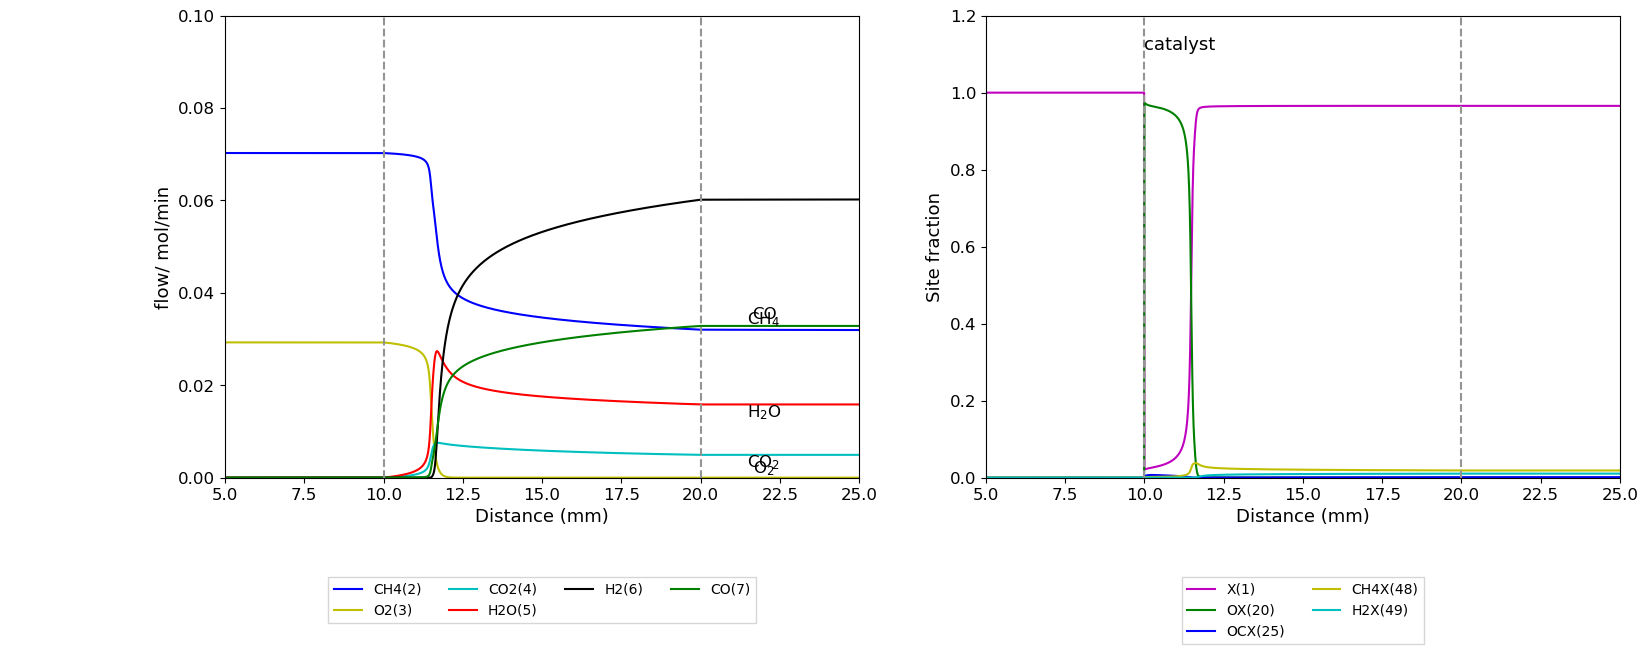 0.10
0.08
0.06
0.04
0.02
0.00
flow/ mol/min
CO
CH4
H2O
CO2
O2
5.0 7.5 10.0 12.5 15.0 17.5 20.0 22.5 25.0
Distance (mm)
CH4(2) CO2(4) H2(6) CO(7)
O2(3) H2O(5)
1.2
1.0
0.8
0.6
0.4
0.2
0.0
Site fraction
catalyst
5.0 7.5 10.0 12.5 15.0 17.5 20.0 22.5 25.0
Distance (mm)
X(1) CH4X(48)
OX(20) H2X(49)
OCX(25)